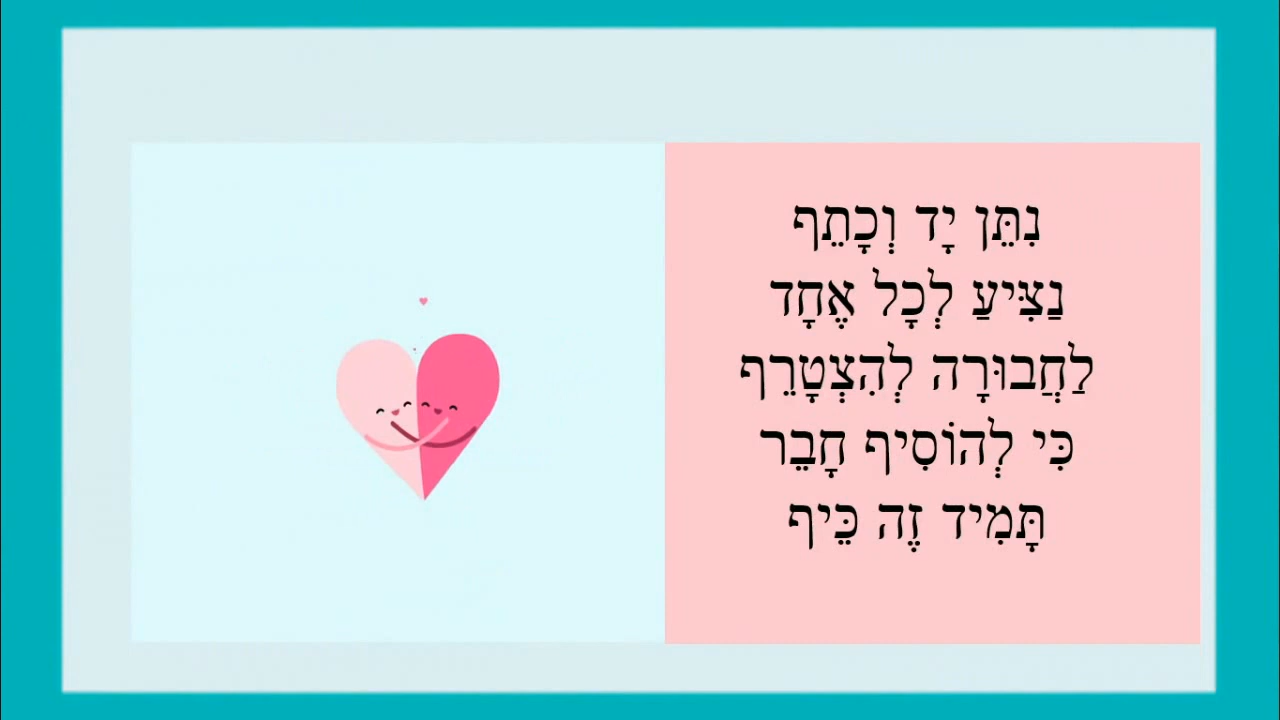 נִתֵּן יָד וְכָתֵף
נַצִּיעַ לְכָל אֶחָד
לַחֲבוּרָה לְהִצְטָרֵף
כִּי לְהוֹסִיף חָבֵר
תָּמִיד זֶה כֵּיף